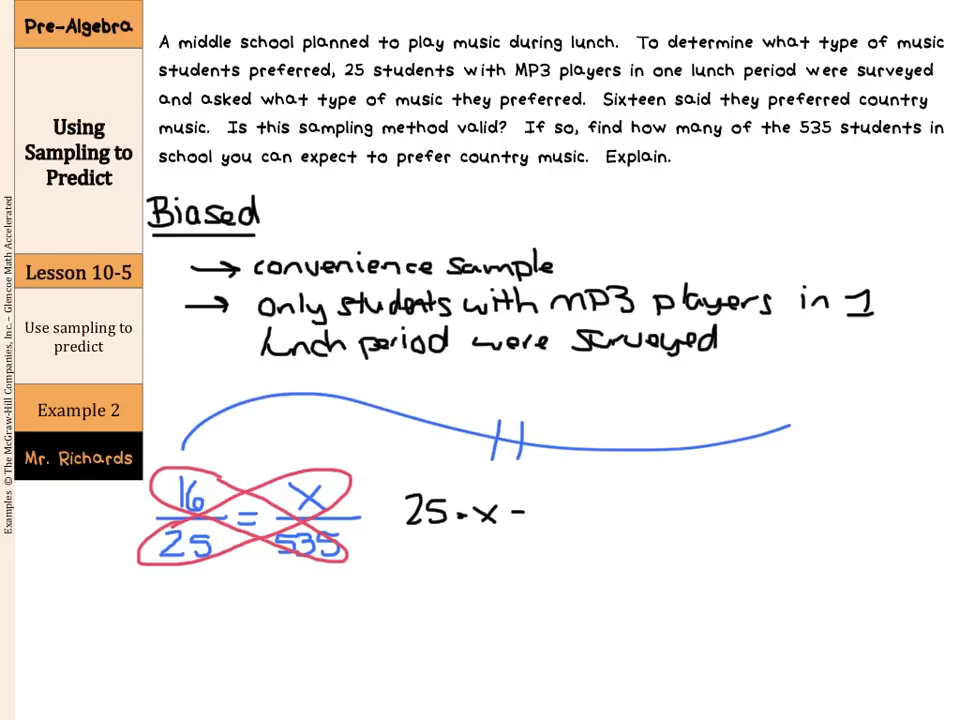 Pre-Algebra
Using
Sampling to
Predict
Lesson 10-5
Use sampling to
predict
Example 2
Mr. Richards
Examples © The McGraw-Hill Companies, Inc. – Glencoe Math Accelerated
A middle school planned to play music during lunch. To determine what type of music
students preferred, 25 students with MP3 players in one lunch period were surveyed
and asked what type of music they preferred. Sixteen said they preferred country
music. Is this sampling method valid? If so, find how many of the 535 students in
school you can expect to prefer country music. Explain.
Biased
→ convenience sample
→ Only students with MP3 players in 1
lunch period were surveyed
16/25 = x/535
25 · x =